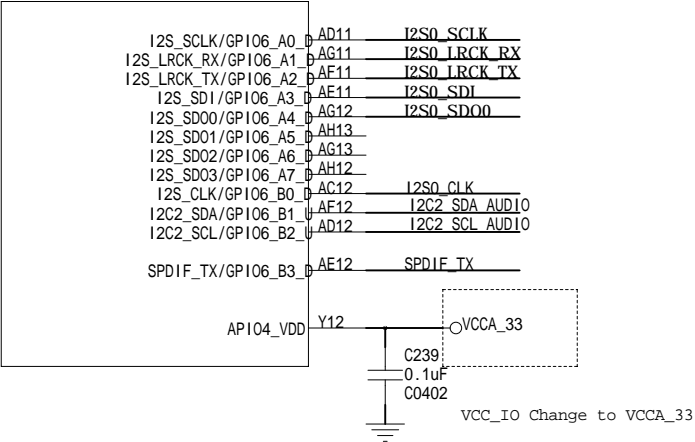 I2S_SCLK/GPIO6_A0_D AD11 I2S0_SCLK
I2S_LRCK_RX/GPIO6_A1_D AG11 I2S0_LRCK_RX
I2S_LRCK_TX/GPIO6_A2_D AF11 I2S0_LRCK_TX
I2S_SDI/GPIO6_A3_D AE11 I2S0_SDI
I2S_SDO0/GPIO6_A4_D AG12 I2S0_SDO0
I2S_SDO1/GPIO6_A5_D AH13
I2S_SDO2/GPIO6_A6_D AG13
I2S_SDO3/GPIO6_A7_D AH12
I2S_CLK/GPIO6_B0_D AC12 I2S0_CLK
I2C2_SDA/GPIO6_B1_U AF12 I2C2_SDA_AUDIO
I2C2_SCL/GPIO6_B2_U AD12 I2C2_SCL_AUDIO
SPDIF_TX/GPIO6_B3_D AE12 SPDIF_TX
APIO4_VDD Y12 VCCA_33
C239
0.1uF
C0402
VCC_IO Change to VCCA_33